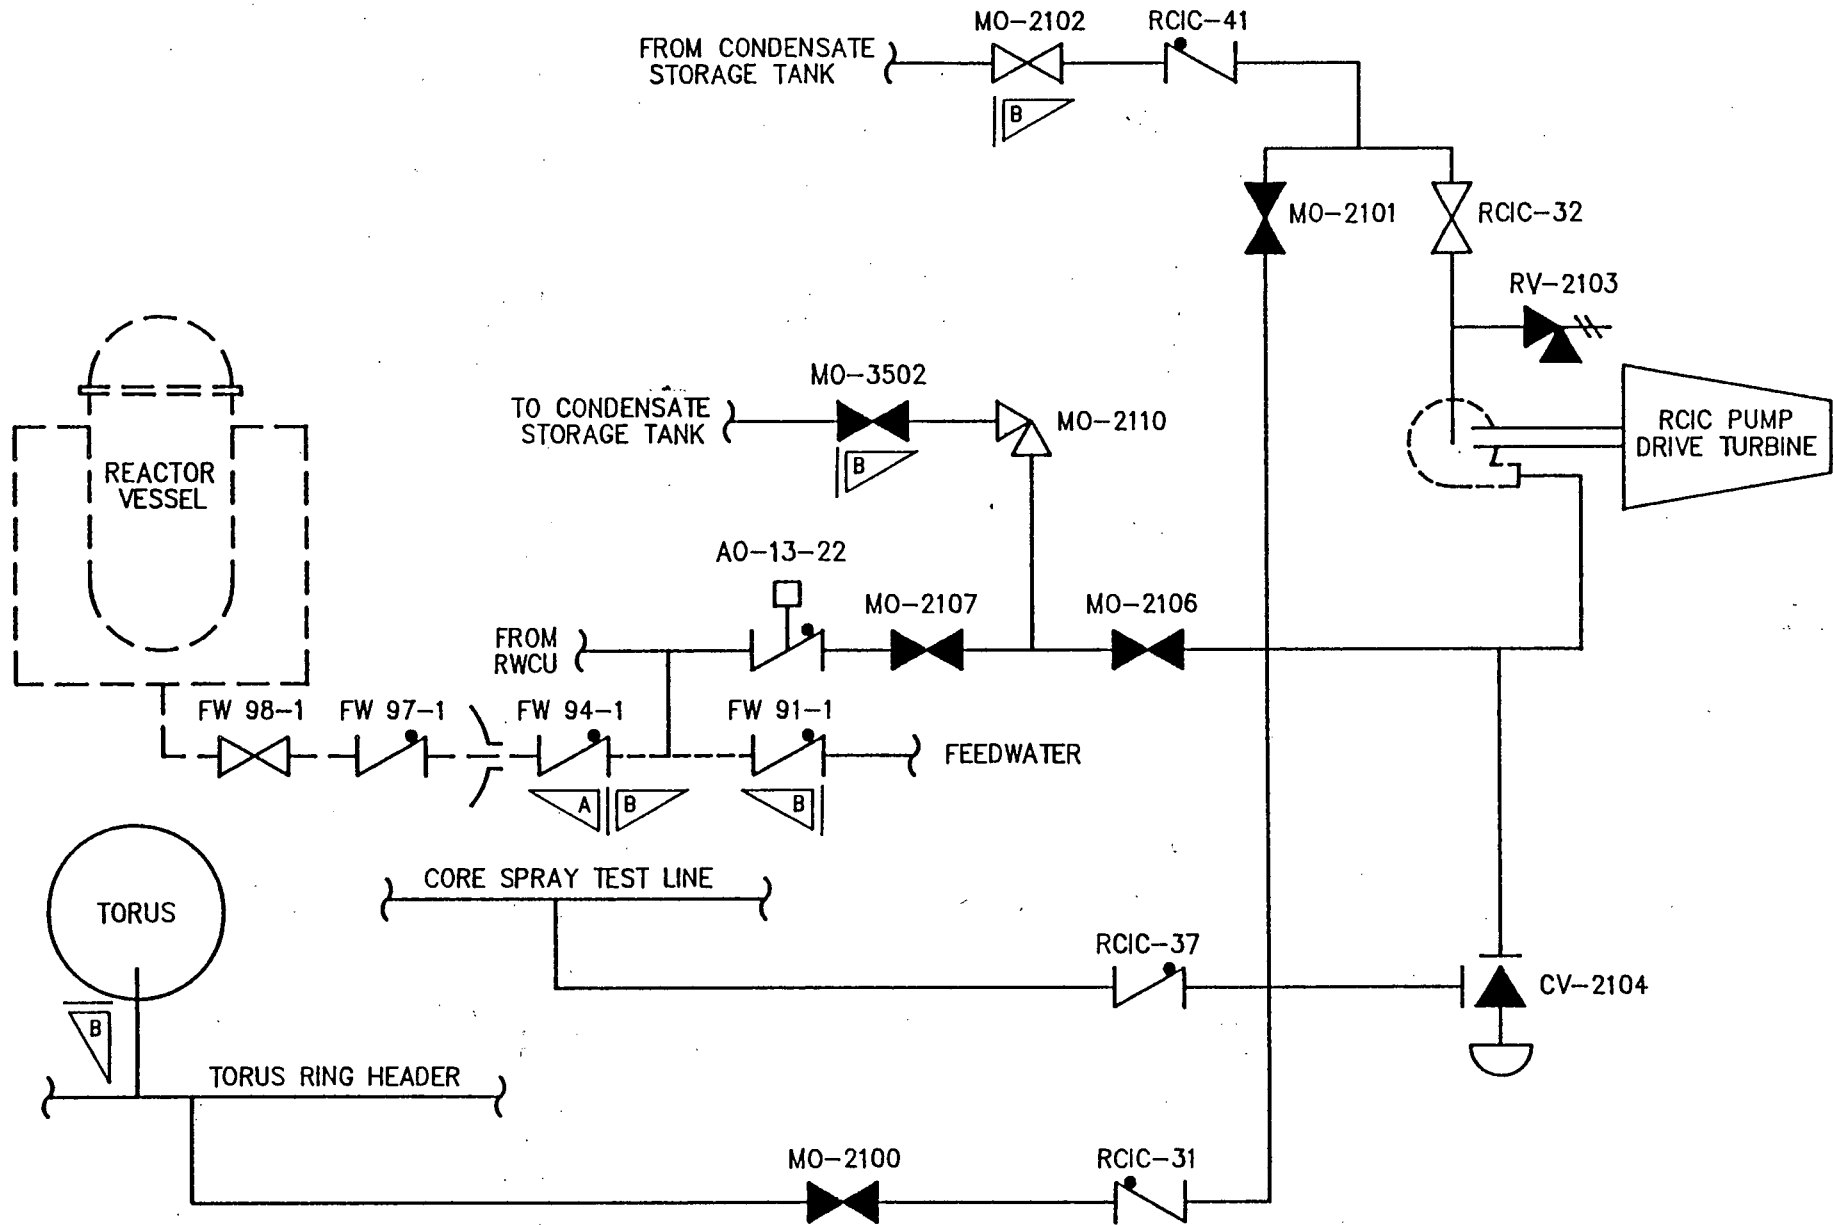 MO-2102
RCIC-41
FROM CONDENSATE
STORAGE TANK
B
MO-2101
RCIC-32
RV-2103
MO-3502
TO CONDENSATE
STORAGE TANK
MO-2110
B
RCIC PUMP
DRIVE TURBINE
REACTOR
VESSEL
AO-13-22
MO-2107
MO-2106
FROM
RWCU
FW 98-1
FW 97-1
FW 94-1
FW 91-1
FEEDWATER
A
B
B
CORE SPRAY TEST LINE
TORUS
RCIC-37
CV-2104
B
TORUS RING HEADER
MO-2100
RCIC-31